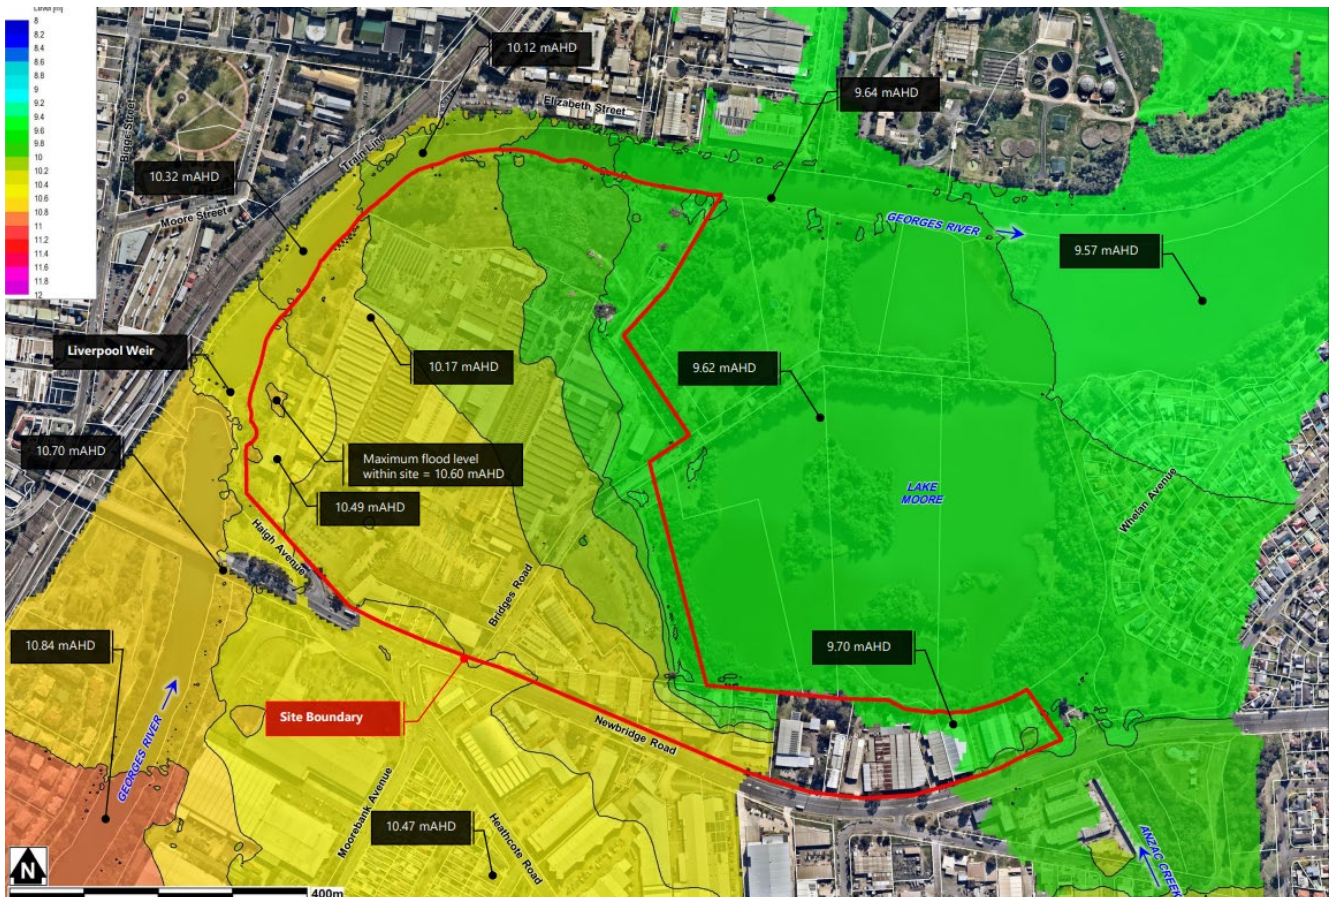 Level [m]
8
8.2
8.4
8.6
8.8
9
9.2
9.4
9.6
9.8
10
10.2
10.4
10.6
10.8
11
11.2
11.4
11.6
11.8
12
10.12 mAHD
Elizabeth Street
9.64 mAHD
Bigge Street
Train Line
10.32 mAHD
Moore Street
GEORGES RIVER
9.57 mAHD
Liverpool Weir
10.17 mAHD
9.62 mAHD
10.70 mAHD
Maximum flood level
within site = 10.60 mAHD
10.49 mAHD
LAKE
MOORE
Whelan Avenue
Haigh Avenue
Bridges Road
10.84 mAHD
9.70 mAHD
Site Boundary
GEORGES RIVER
Newbridge Road
Moorebank Avenue
10.47 mAHD
Heathcote Road
ANZAC CREEK
N
400m